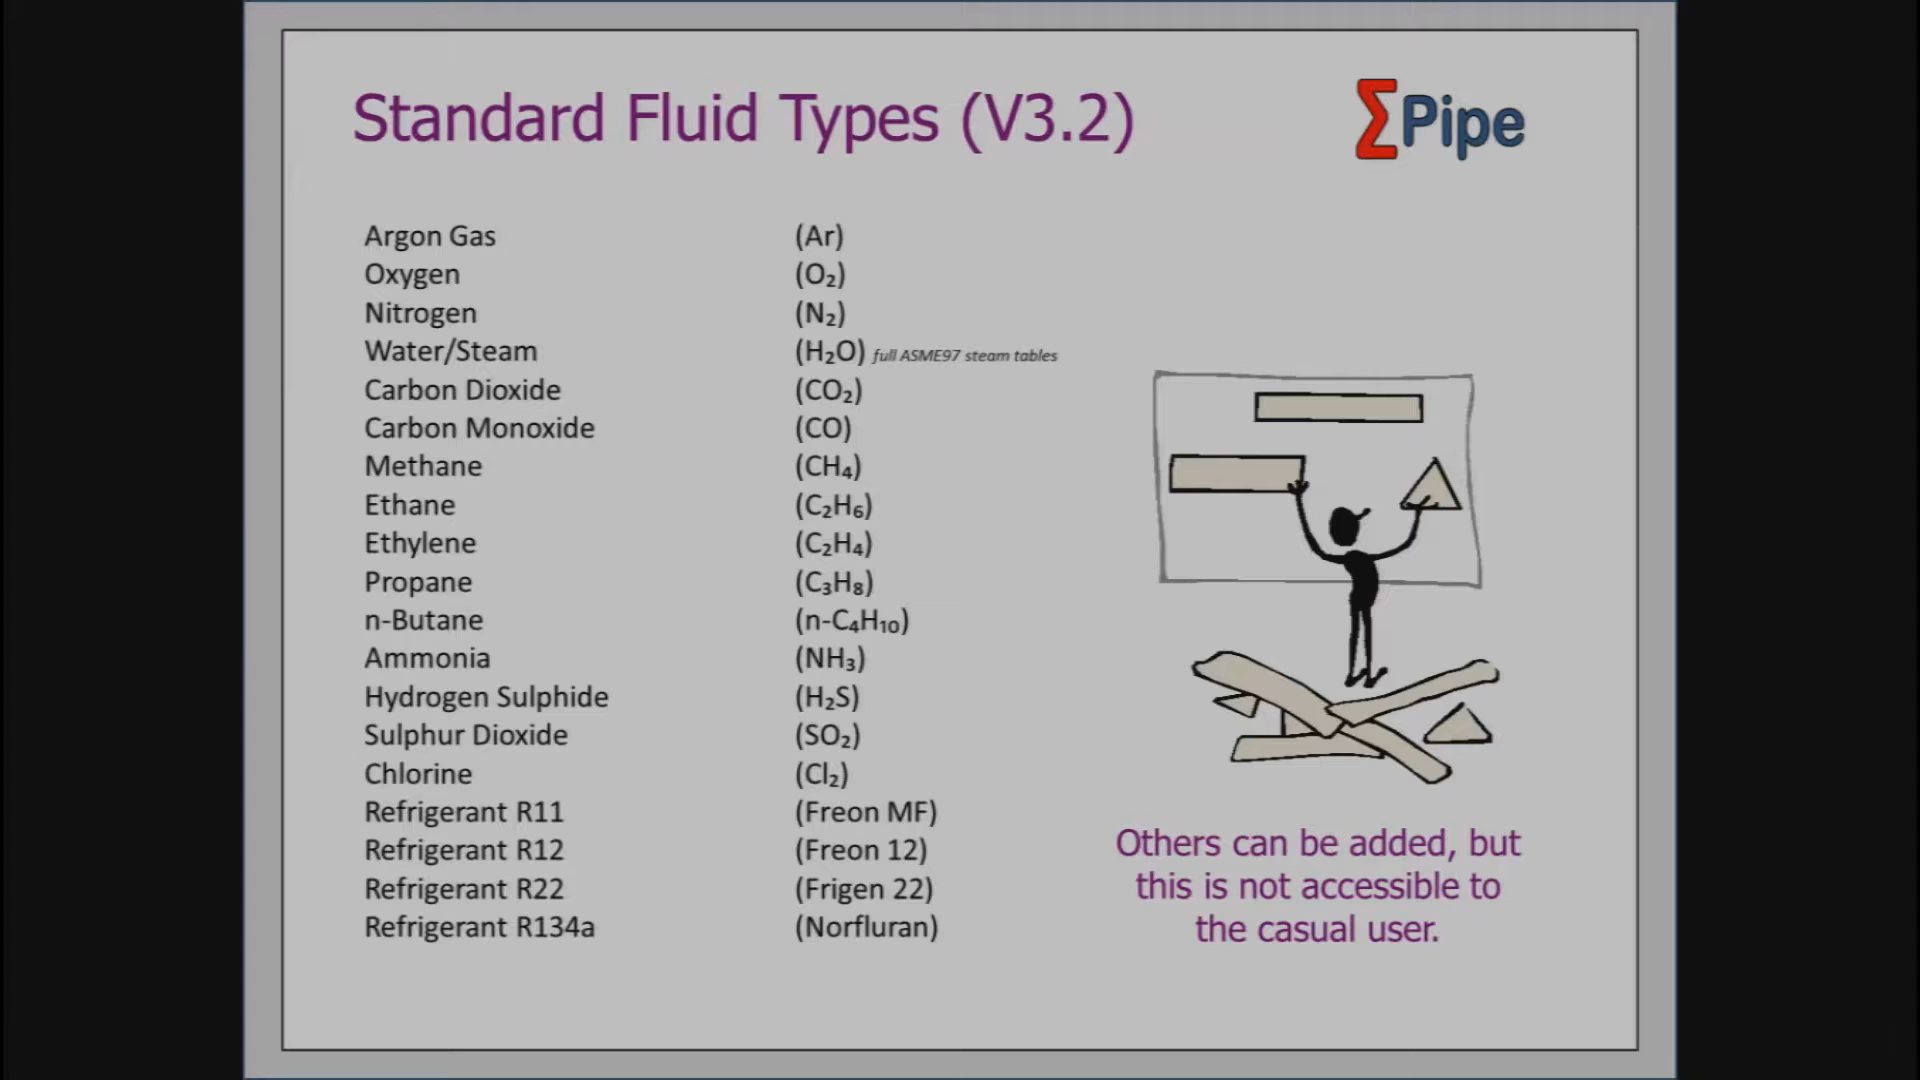 Standard Fluid Types (V3.2)
ΣPipe
Argon Gas (Ar)
Oxygen (O₂)
Nitrogen (N₂)
Water/Steam (H₂O) full ASME97 steam tables
Carbon Dioxide (CO₂)
Carbon Monoxide (CO)
Methane (CH₄)
Ethane (C₂H₆)
Ethylene (C₂H₄)
Propane (C₃H₈)
n-Butane (n-C₄H₁₀)
Ammonia (NH₃)
Hydrogen Sulphide (H₂S)
Sulphur Dioxide (SO₂)
Chlorine (Cl₂)
Refrigerant R11 (Freon MF)
Refrigerant R12 (Freon 12)
Refrigerant R22 (Frigen 22)
Refrigerant R134a (Norfluran)
Others can be added, but
this is not accessible to
the casual user.